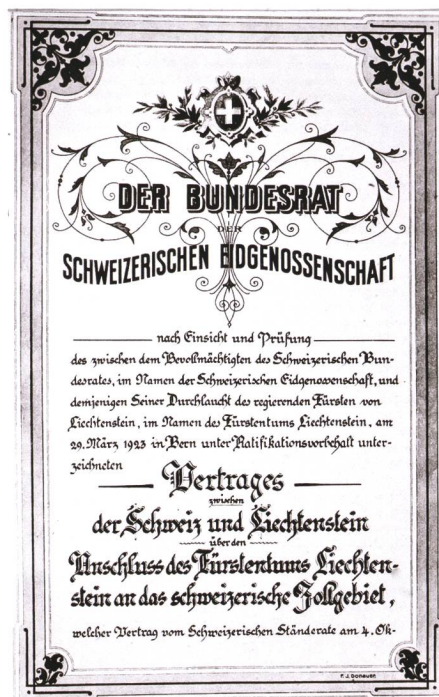 DER BUNDESRAT
DER
SCHWEIZERISCHEN EIDGENOSSENSCHAFT
nach Einsicht und Prüfung
des zwischen dem Bevollmächtigten des Schweizerischen Bun-
desrates, im Namen der Schweizerischen Eidgenossenschaft, und
demjenigen Seiner Durchlaucht des regierenden Fürsten von
Liechtenstein, im Namen des Fürstentums Liechtenstein, am
29. März 1923 in Bern unter Ratifikationsvorbehalt unter-
zeichneten
Vertrages
zwischen
der Schweiz und Liechtenstein
über den
Anschluss des Fürstentums Liechten-
stein an das schweizerische Zollgebiet,
welcher Vertrag vom Schweizerischen Ständerate am 4. Ok-